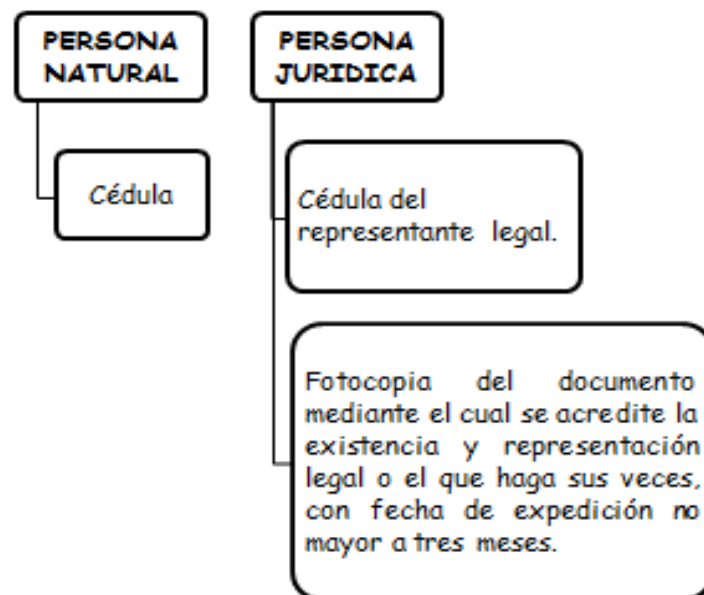 PERSONA
NATURAL
Cédula
PERSONA
JURIDICA
Cédula del
representante legal.
Fotocopia del documento
mediante el cual se acredite la
existencia y representación
legal o el que haga sus veces,
con fecha de expedición no
mayor a tres meses.